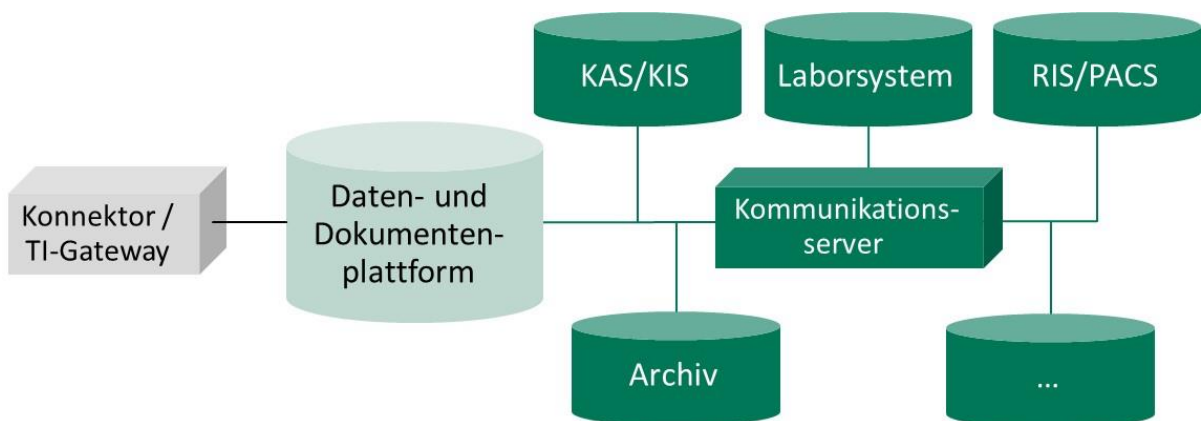 KAS/KIS
Laborsystem
RIS/PACS
Konnektor /
TI-Gateway
Daten- und
Dokumenten-
plattform
Kommunikations-
server
Archiv
...